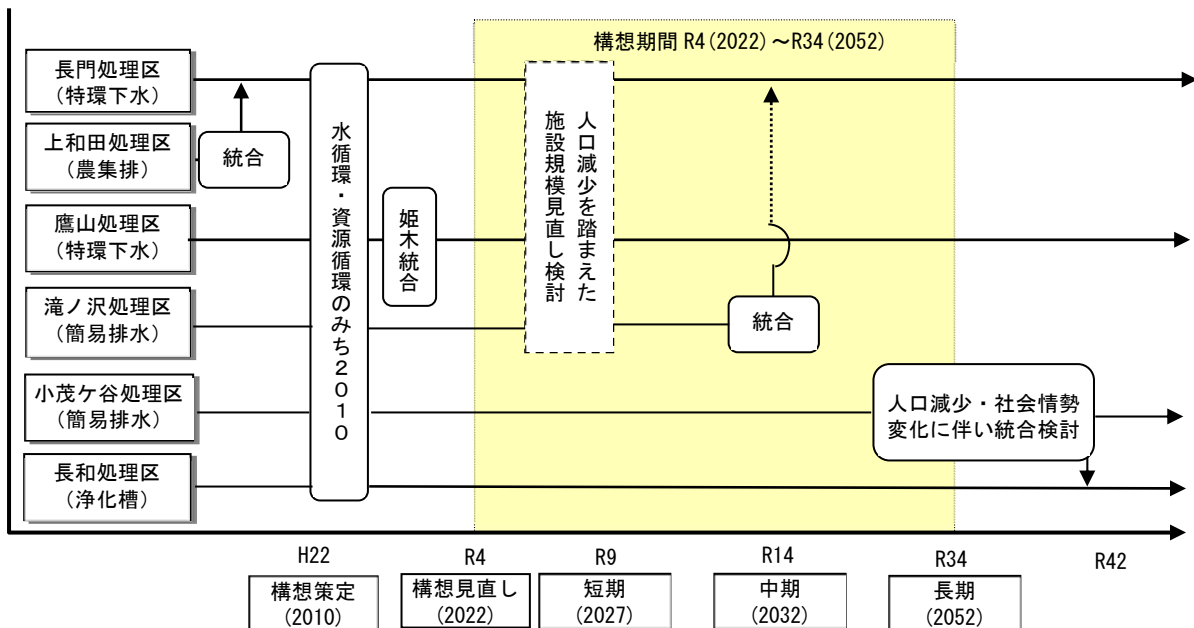 構想期間 R4(2022)～R34(2052)
長門処理区
(特環下水)
上和田処理区
(農集排)
統合
鷹山処理区
(特環下水)
滝ノ沢処理区
(簡易排水)
小茂ケ谷処理区
(簡易排水)
長和処理区
(浄化槽)
水循環・資源循環のみち2010
姫木統合
人口減少を踏まえた
施設規模見直し検討
統合
人口減少・社会情勢
変化に伴い統合検討
H22
R4
R9
R14
R34
R42
構想策定
(2010)
構想見直し
(2022)
短期
(2027)
中期
(2032)
長期
(2052)